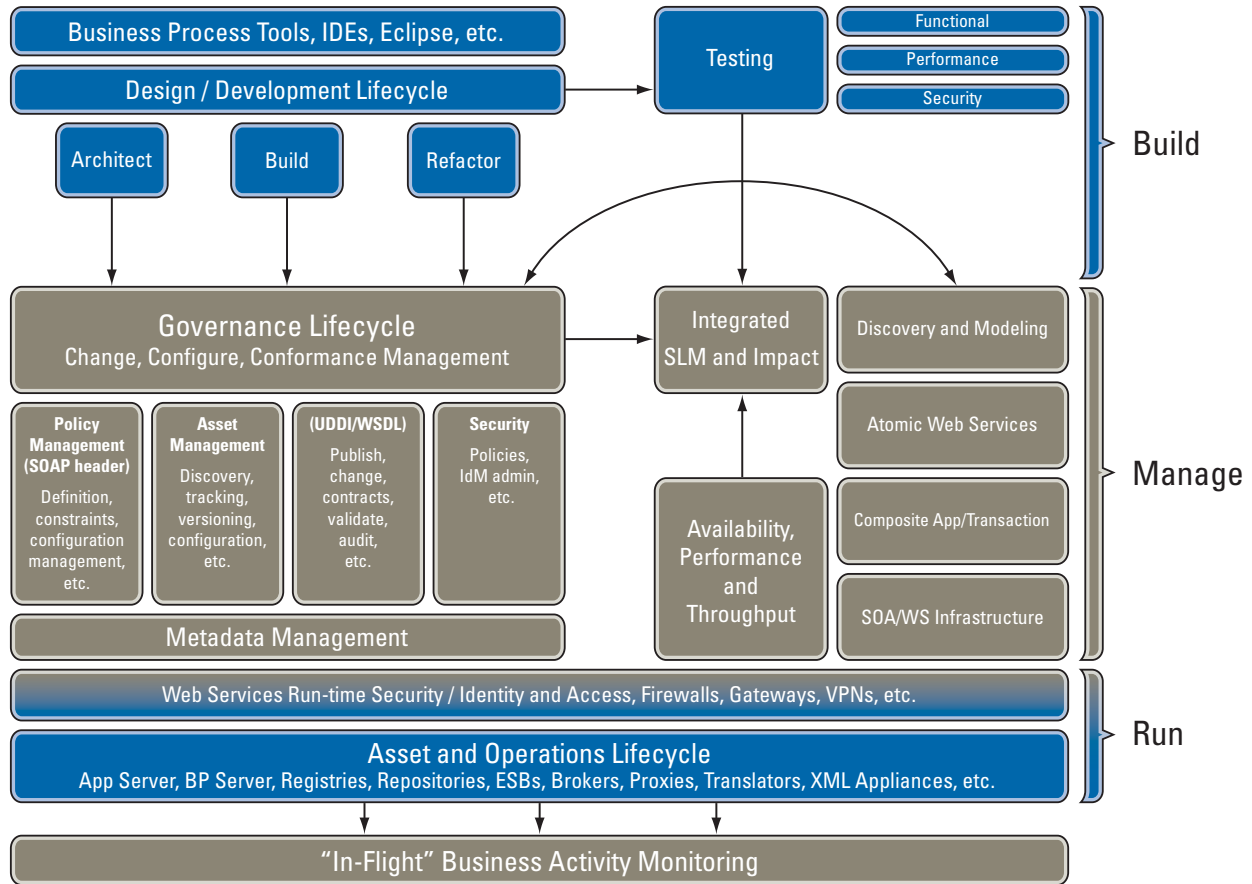 Business Process Tools, IDEs, Eclipse, etc.
Design / Development Lifecycle
Architect
Build
Refactor
Testing
Functional
Performance
Security
Build
Governance Lifecycle
Change, Configure, Conformance Management
Integrated
SLM and Impact
Discovery and Modeling
Policy
Management
(SOAP header)
Definition,
constraints,
configuration
management,
etc.
Asset
Management
Discovery,
tracking,
versioning,
configuration,
etc.
(UDDI/WSDL)
Publish,
change,
contracts,
validate,
audit,
etc.
Security
Policies,
IdM admin,
etc.
Metadata Management
Availability,
Performance
and
Throughput
Atomic Web Services
Composite App/Transaction
SOA/WS Infrastructure
Manage
Web Services Run-time Security / Identity and Access, Firewalls, Gateways, VPNs, etc.
Asset and Operations Lifecycle
App Server, BP Server, Registries, Repositories, ESBs, Brokers, Proxies, Translators, XML Appliances, etc.
Run
“In-Flight” Business Activity Monitoring